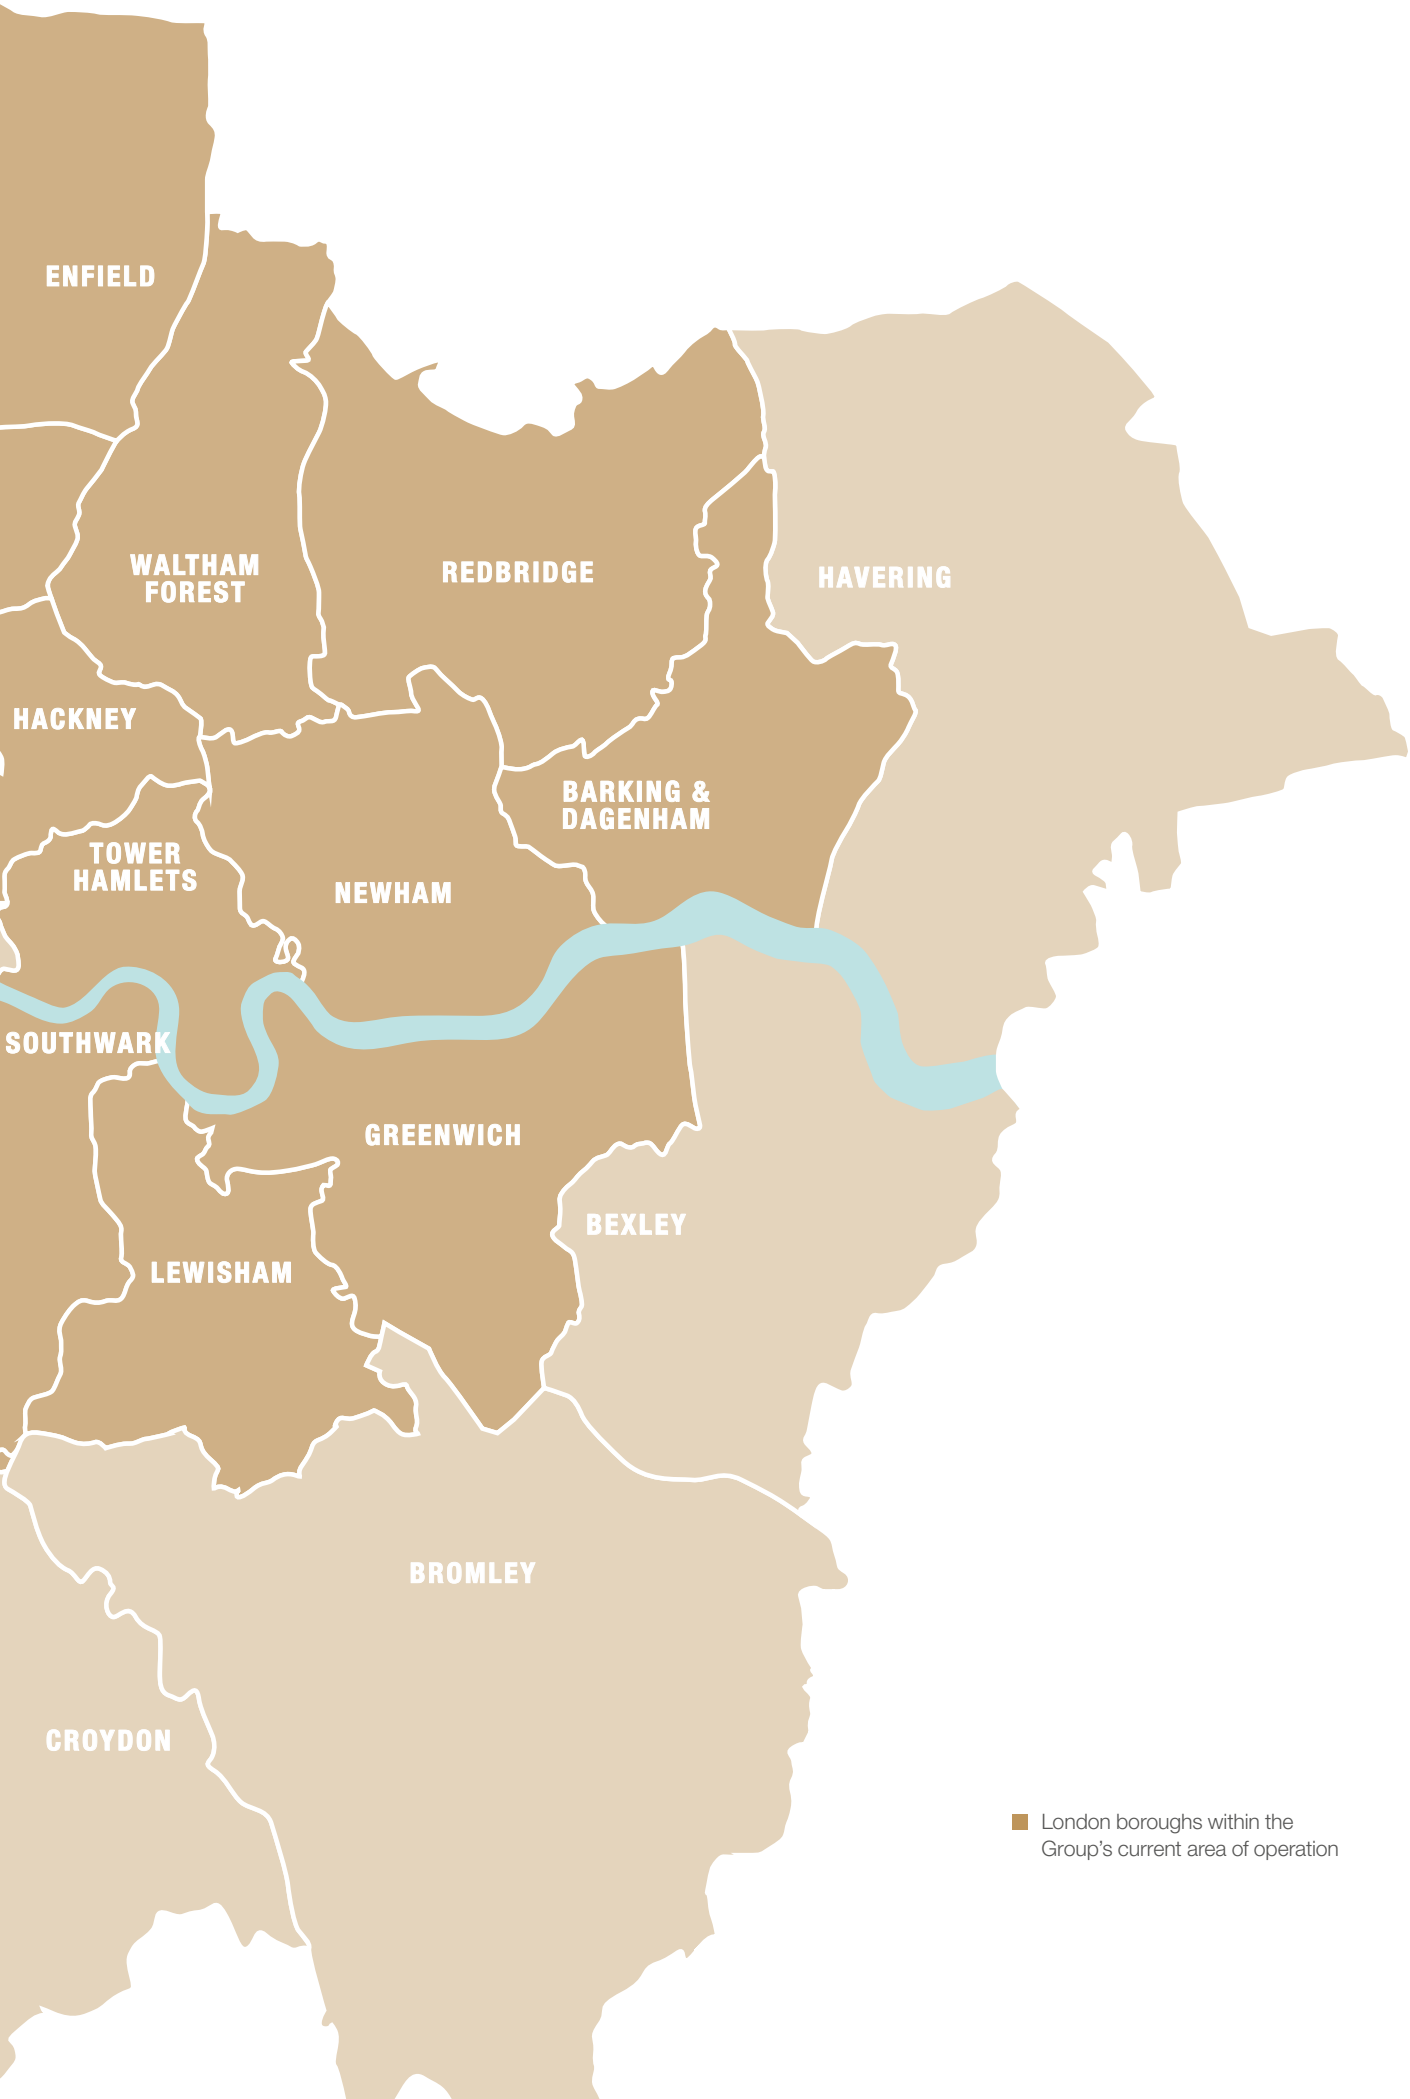 ENFIELD
WALTHAM
FOREST
REDBRIDGE
HAVERING
HACKNEY
BARKING &
DAGENHAM
TOWER
HAMLETS
NEWHAM
SOUTHWARK
GREENWICH
BEXLEY
LEWISHAM
BROMLEY
CROYDON
London boroughs within the
Group’s current area of operation